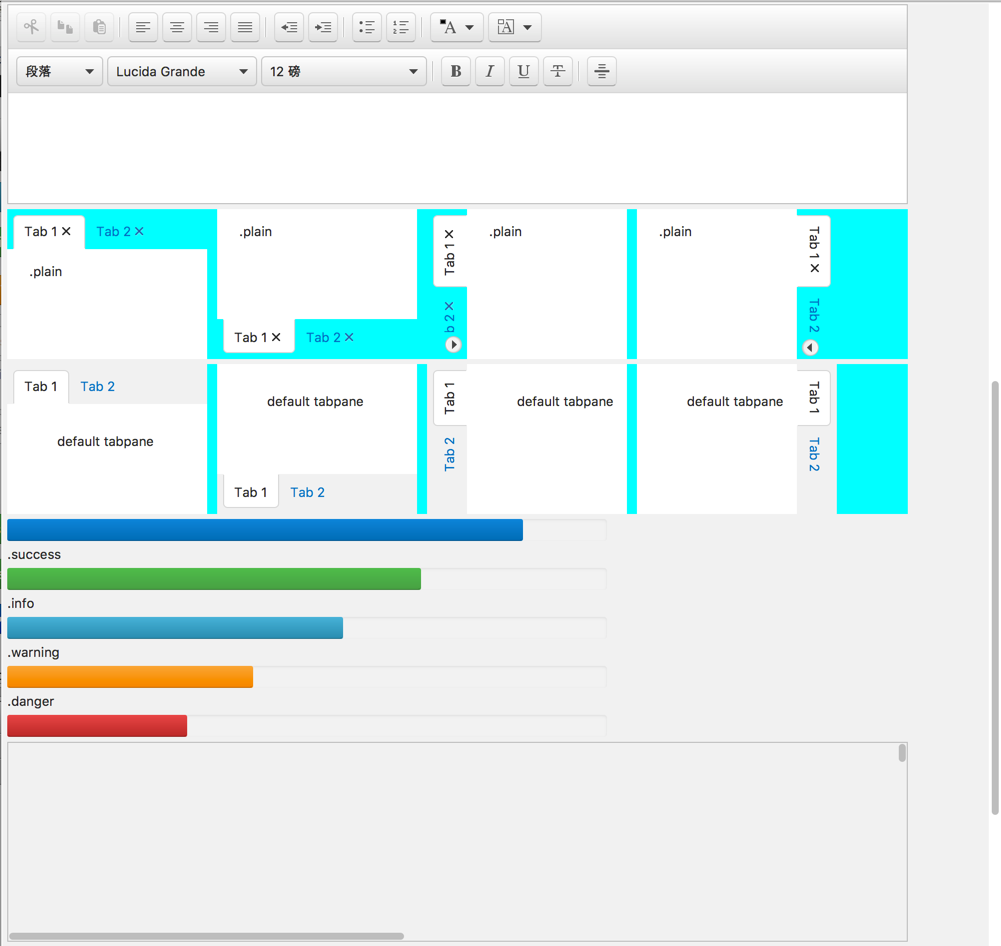 A A
段落 Lucida Grande 12 磅 B I U T
Tab 1 × Tab 2 ×
.plain
.plain
Tab 1 × Tab 2 ×
Tab 1 ×
b 2 ×
.plain
.plain
Tab 1 ×
Tab 2
Tab 1 Tab 2
default tabpane
default tabpane
Tab 1 Tab 2
Tab 1
Tab 2
default tabpane
default tabpane
Tab 1
Tab 2
.success
.info
.warning
.danger